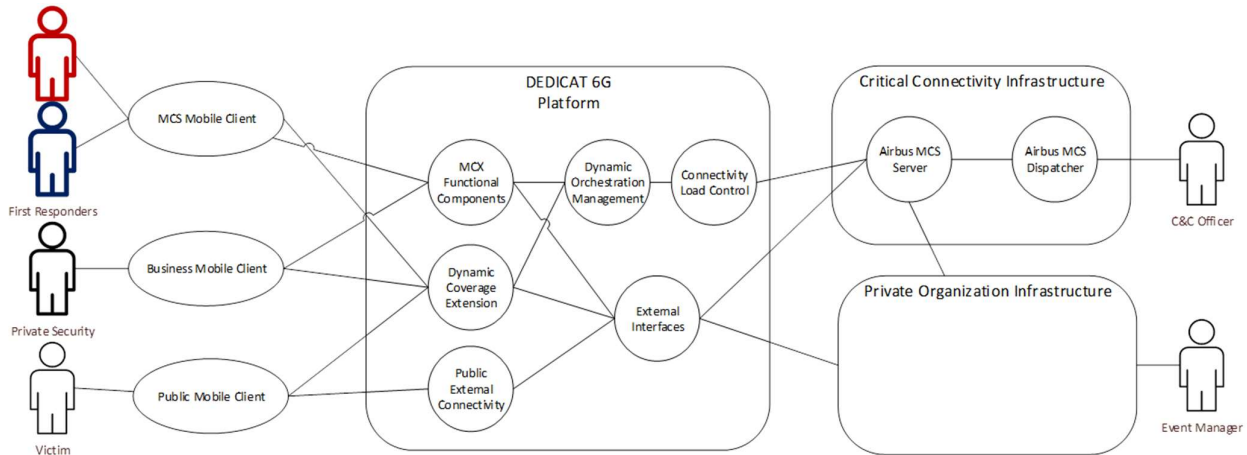 DEDICAT 6G
Platform
Critical Connectivity Infrastructure
MCS Mobile Client
First Responders
Business Mobile Client
Private Security
Public Mobile Client
Victim
MCX
Functional
Components
Dynamic
Orchestration
Management
Connectivity
Load Control
Dynamic
Coverage
Extension
External
Interfaces
Public
External
Connectivity
Airbus MCS
Server
Airbus MCS
Dispatcher
C&C Officer
Private Organization Infrastructure
Event Manager